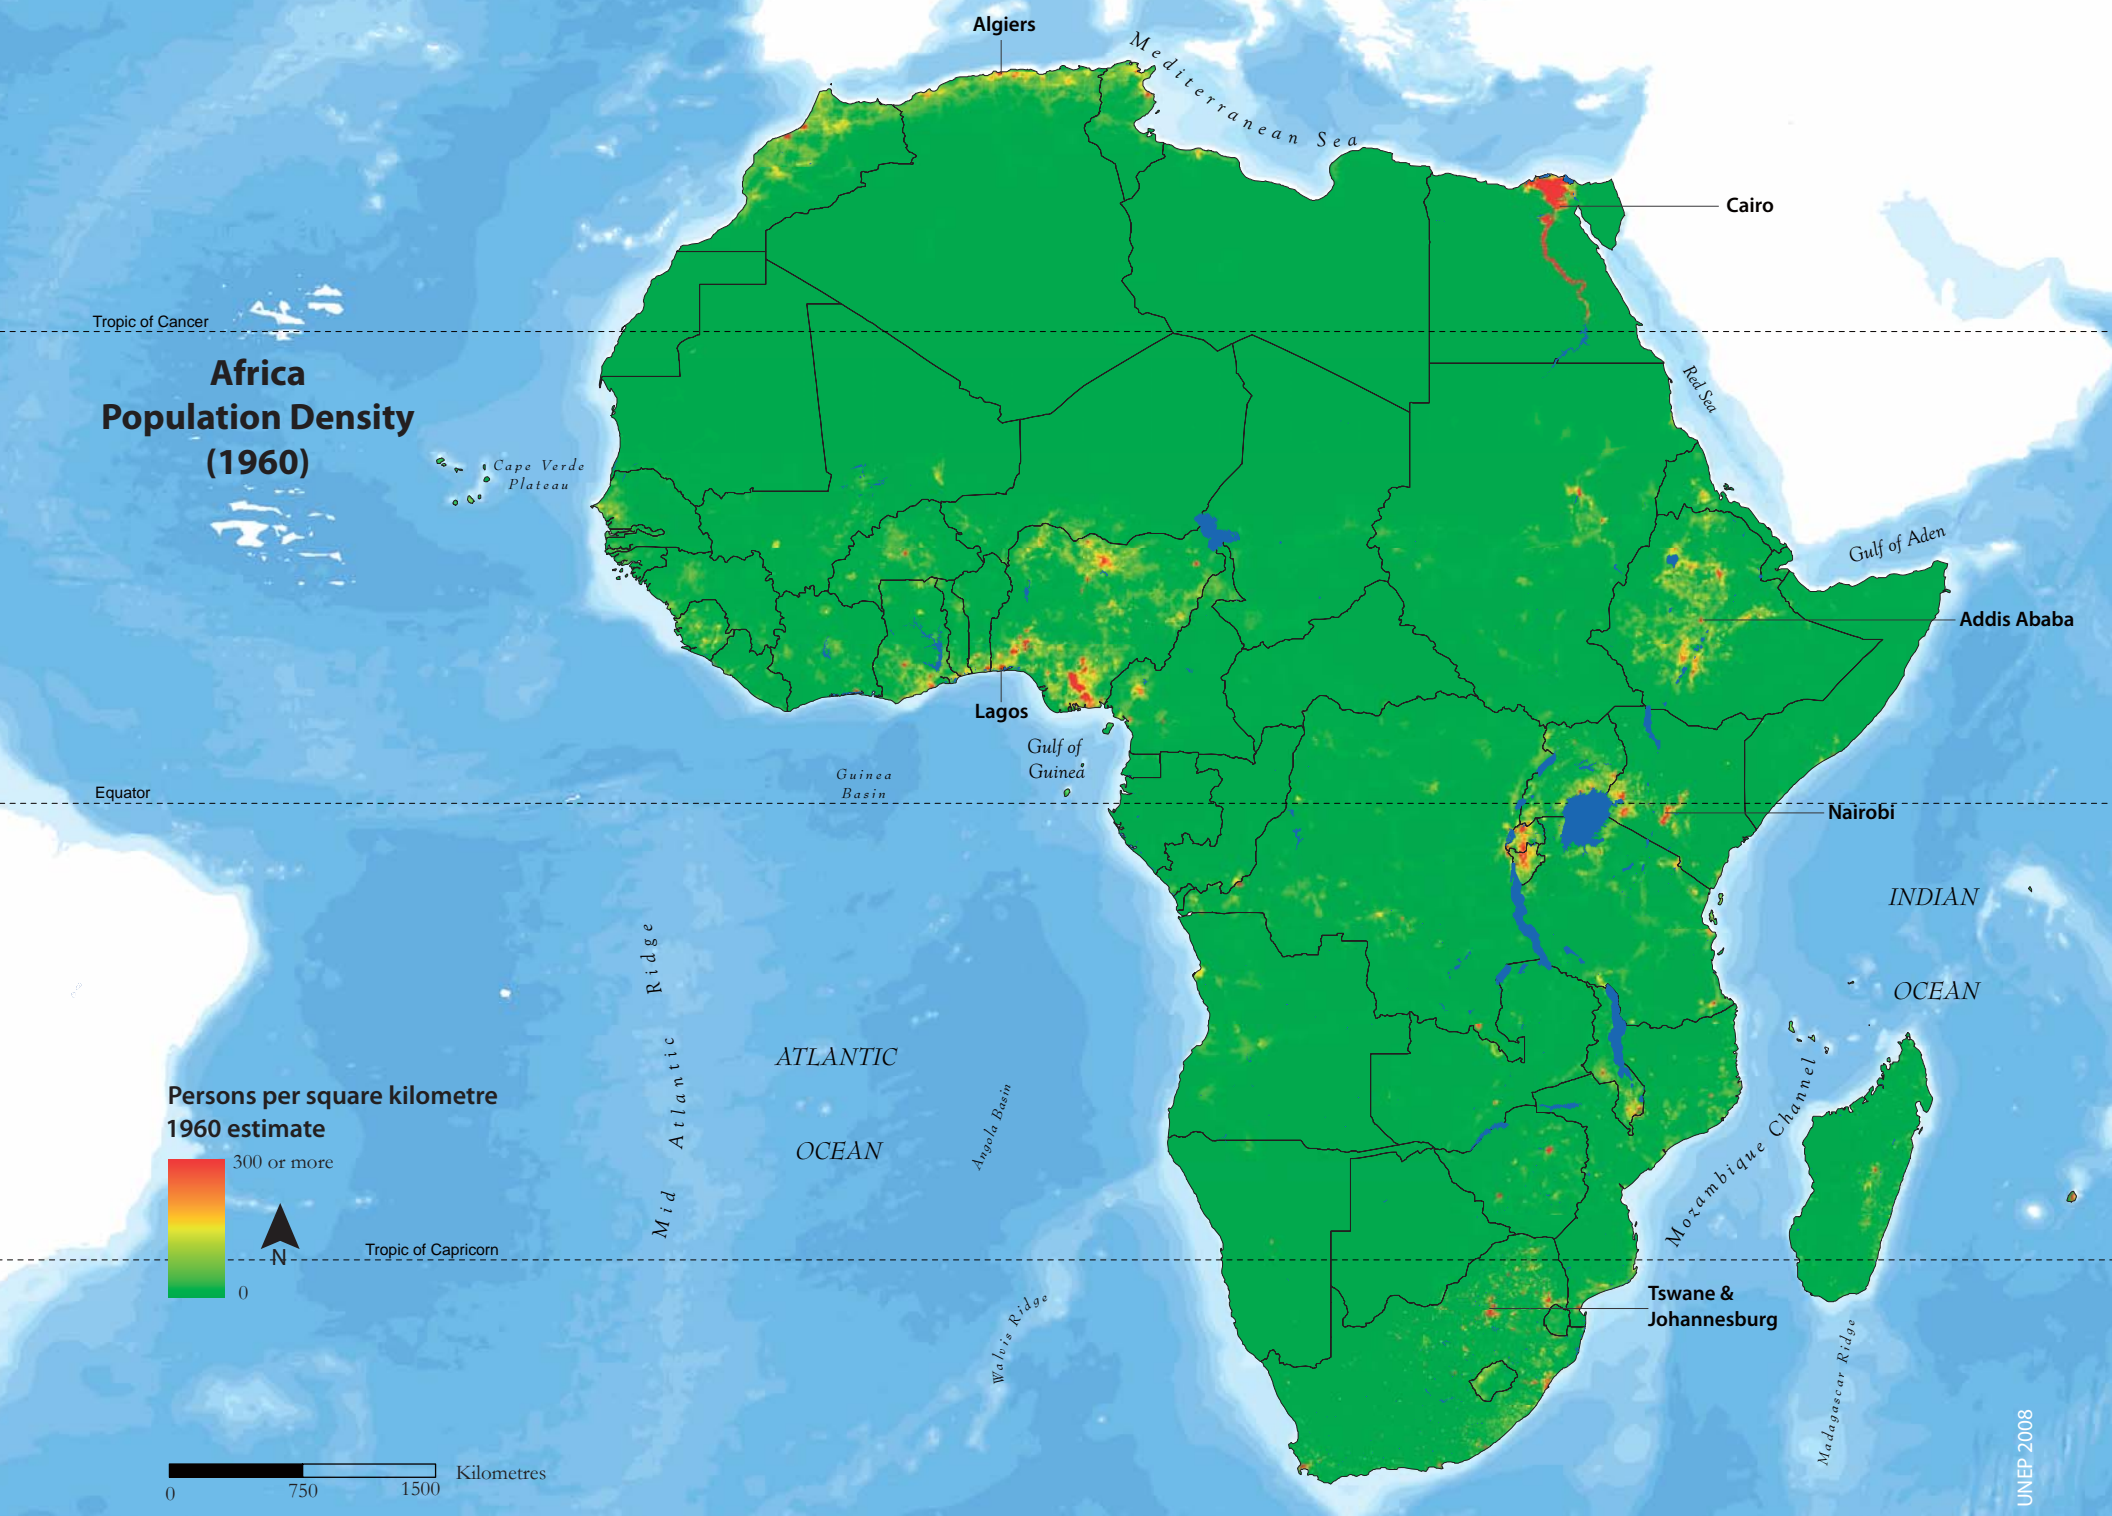 Algiers
Mediterranean Sea
Cairo
Tropic of Cancer
Africa
Population Density
(1960)
Red Sea
Cape Verde
Plateau
Gulf of Aden
Addis Ababa
Lagos
Gulf of
Guinea
Guinea
Basin
Equator
Nairobi
INDIAN
OCEAN
Mid Atlantic Ridge
ATLANTIC
OCEAN
Angola Basin
Mozambique Channel
Persons per square kilometre
1960 estimate
300 or more
0
N
Tropic of Capricorn
Walvis Ridge
Tswane &
Johannesburg
Madagascar Ridge
Kilometres
0 750 1500
UNEP 2008